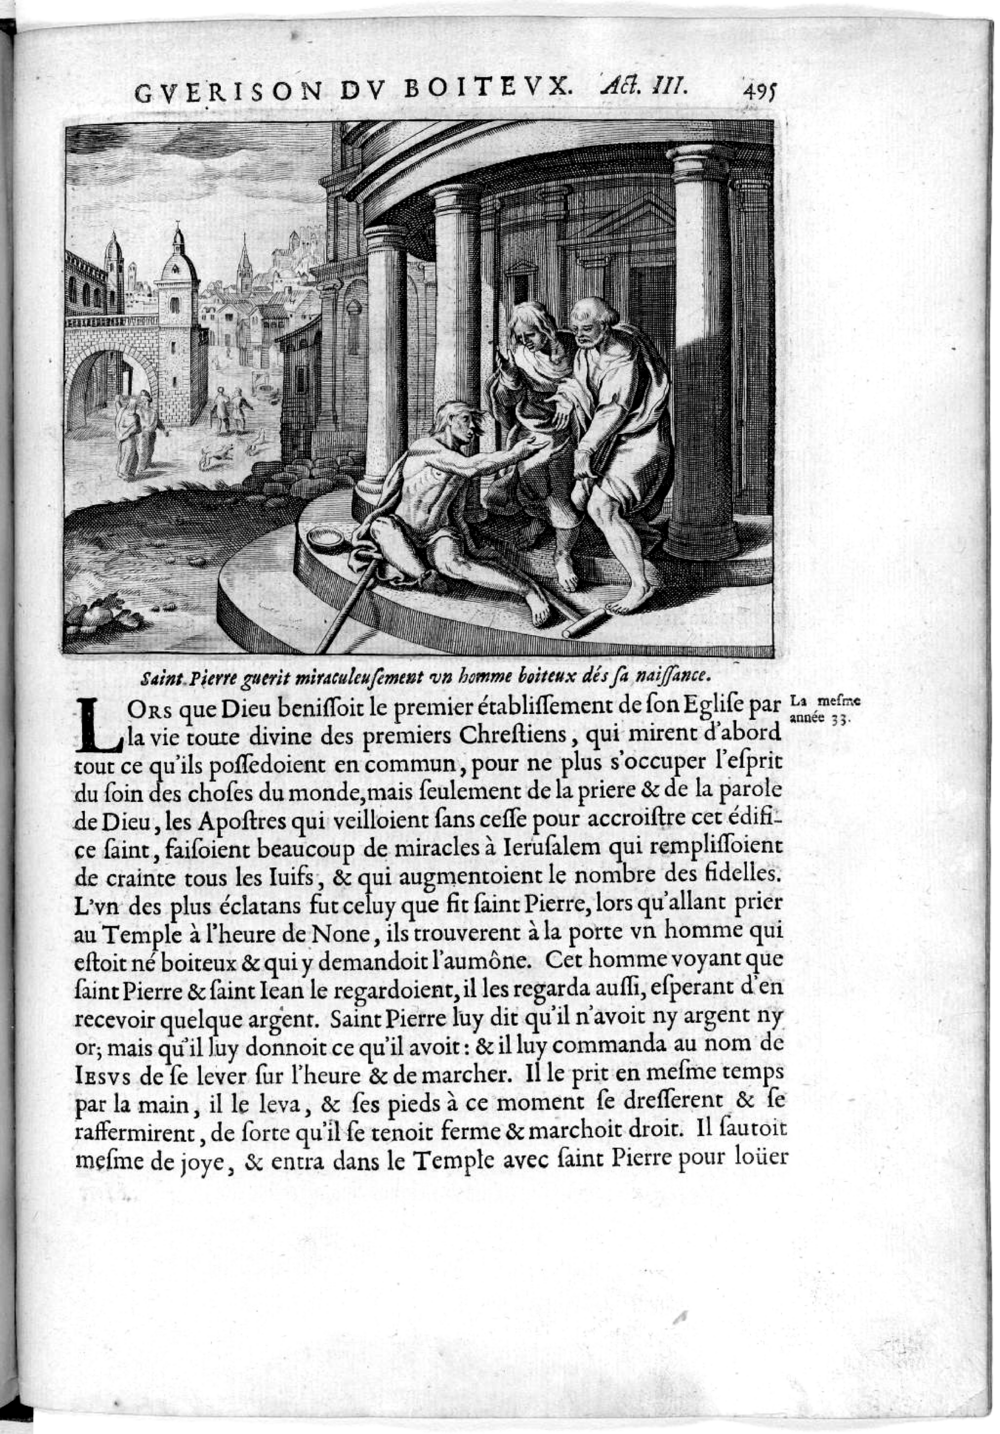 GVERISON DV BOITEVX. Act. III. 495
Saint Pierre guerit miraculeuſement vn homme boiteux dés ſa naiſſance.
LORS que Dieu beniſſoit le premier établiſſement de ſon Egliſe par
La meſme
année 33.
la vie toute divine des premiers Chreſtiens, qui mirent d'abord
tout ce qu'ils poſſedoient en commun, pour ne plus s'occuper l'eſprit
du ſoin des choſes du monde, mais ſeulement de la priere & de la parole
de Dieu, les Apoſtres qui veilloient ſans ceſſe pour accroiſtre cet édifi-
ce ſaint, faiſoient beaucoup de miracles à Ieruſalem qui rempliſſoient
de crainte tous les Iuifs, & qui augmentoient le nombre des fidelles.
L'vn des plus éclatans fut celuy que fit ſaint Pierre, lors qu'allant prier
au Temple à l'heure de None, ils trouverent à la porte vn homme qui
eſtoit né boiteux & qui y demandoit l'aumône. Cet homme voyant que
ſaint Pierre & ſaint Iean le regardoient, il les regarda auſſi, eſperant d'en
recevoir quelque argent. Saint Pierre luy dit qu'il n'avoit ny argent ny
or; mais qu'il luy donnoit ce qu'il avoit : & il luy commanda au nom de
IESVS de ſe lever ſur l'heure & de marcher. Il le prit en meſme temps
par la main, il le leva, & ſes pieds à ce moment ſe dreſſerent & ſe
raffermirent, de ſorte qu'il ſe tenoit ferme & marchoit droit. Il ſautoit
meſme de joye, & entra dans le Temple avec ſaint Pierre pour loüer